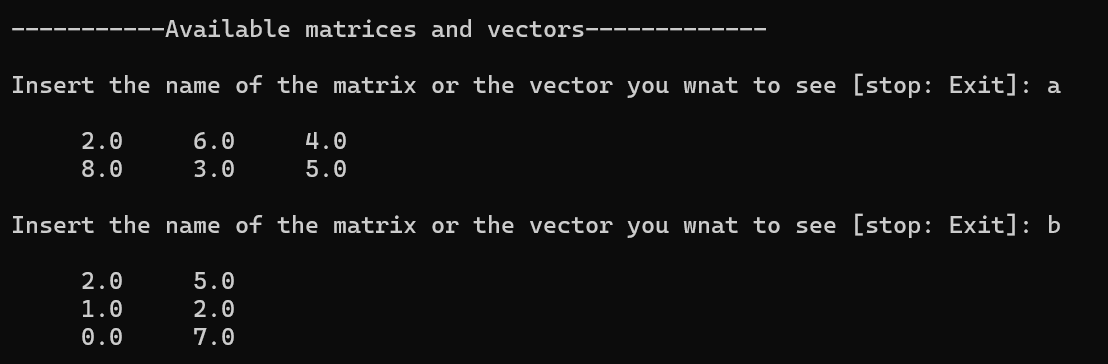 -----------Available matrices and vectors-------------
Insert the name of the matrix or the vector you wnat to see [stop: Exit]: a
2.0 6.0 4.0
8.0 3.0 5.0
Insert the name of the matrix or the vector you wnat to see [stop: Exit]: b
2.0 5.0
1.0 2.0
0.0 7.0